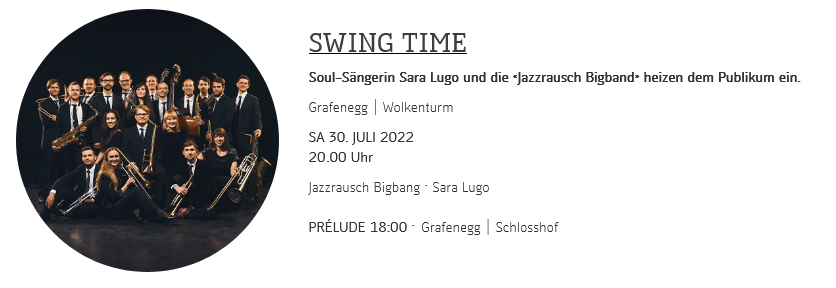 SWING TIME
Soul-Sängerin Sara Lugo und die «Jazzrausch Bigband» heizen dem Publikum ein.
Grafenegg | Wolkenturm
SA 30. JULI 2022
20.00 Uhr
Jazzrausch Bigbang · Sara Lugo
PRÉLUDE 18:00 · Grafenegg | Schlosshof